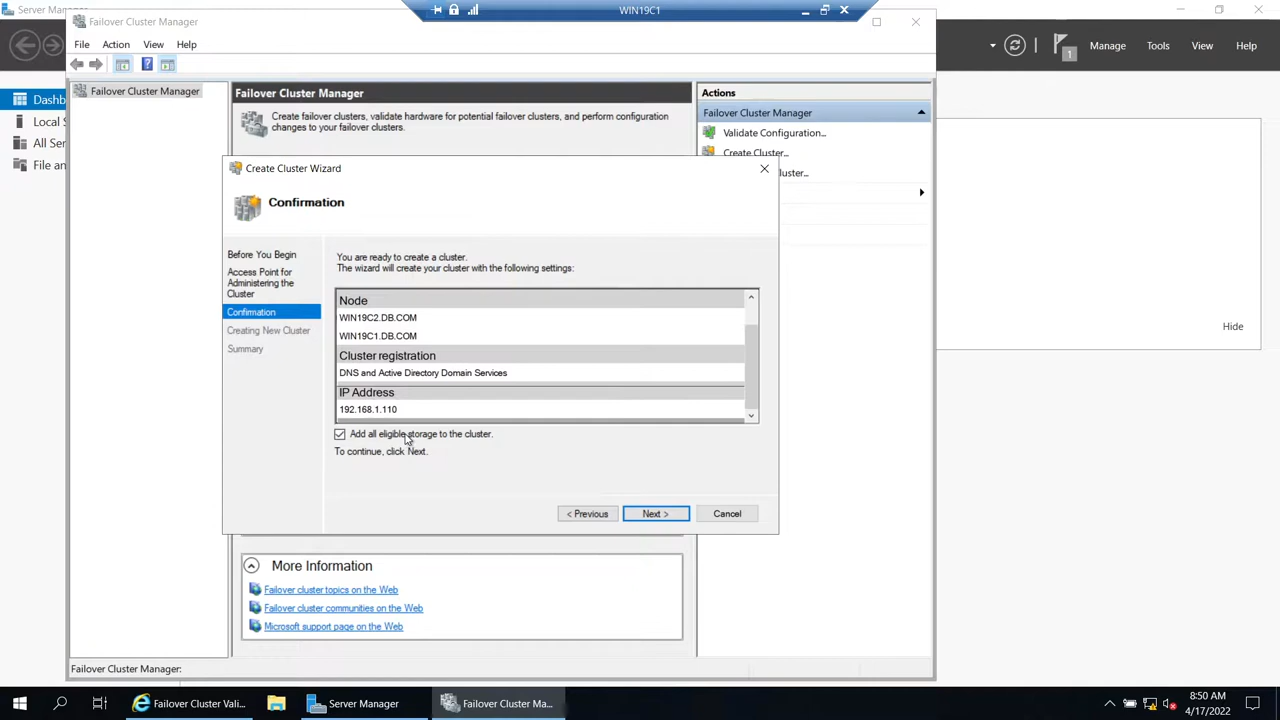 Server Manager
Failover Cluster Manager
WIN19C1
File Action View Help
1
Manage Tools View Help
Dashb
Local S
All Ser
File an
Failover Cluster Manager
Failover Cluster Manager
Create failover clusters, validate hardware for potential failover clusters, and perform configuration
changes to your failover clusters.
Actions
Failover Cluster Manager
Validate Configuration...
Create Cluster...
luster...
Create Cluster Wizard
Confirmation
Before You Begin
Access Point for
Administering the
Cluster
Confirmation
Creating New Cluster
Summary
You are ready to create a cluster.
The wizard will create your cluster with the following settings:
Node
WIN19C2.DB.COM
WIN19C1.DB.COM
Cluster registration
DNS and Active Directory Domain Services
IP Address
192.168.1.110
Add all eligible storage to the cluster.
To continue, click Next.
< Previous
Next >
Cancel
Hide
More Information
Failover cluster topics on the Web
Failover cluster communities on the Web
Microsoft support page on the Web
Failover Cluster Manager:
Failover Cluster Vali...
Server Manager
Failover Cluster Ma...
8:50 AM
4/17/2022